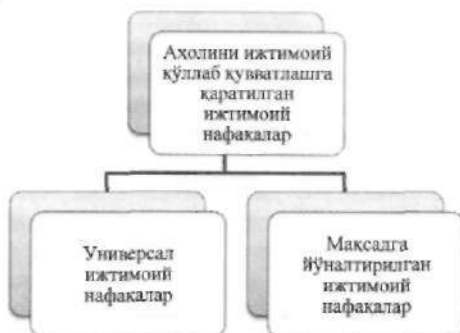 Аҳолини ижтимоий
қўллаб қувватлашга
қаратилган
ижтимоий
нафақалар
Универсал
ижтимоий
нафақалар
Мақсадга
йўналтирилган
ижтимоий
нафақалар